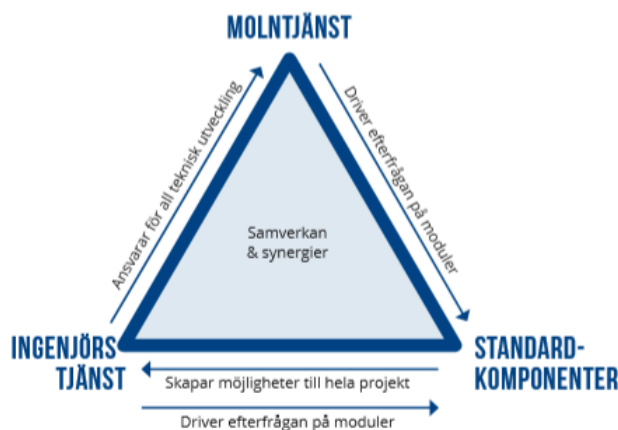 MOLNTJÄNST
Ansvarar för all teknisk utveckling
Driver efterfrågan på moduler
Samverkan
& synergier
INGENJÖRS
TJÄNST
STANDARD-
KOMPONENTER
Skapar möjligheter till hela projekt
Driver efterfrågan på moduler